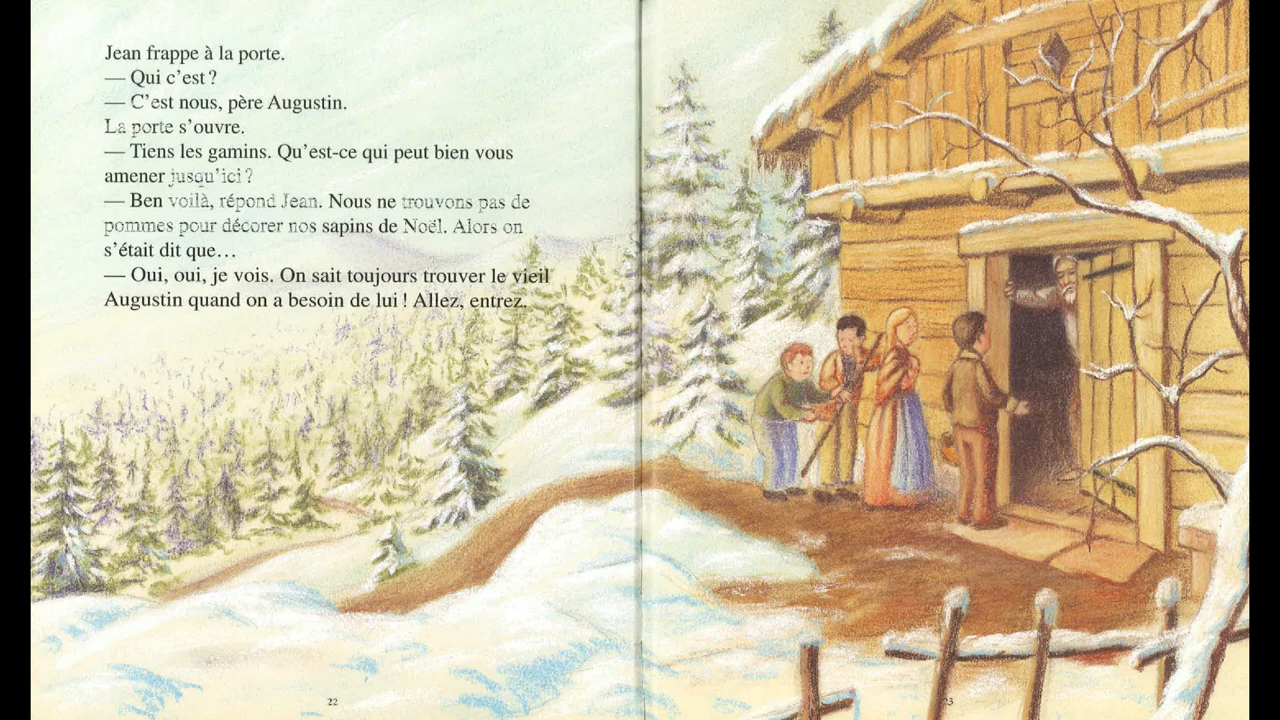 Jean frappe à la porte.
— Qui c’est ?
— C’est nous, père Augustin.
La porte s’ouvre.
— Tiens les gamins. Qu’est-ce qui peut bien vous
amener jusqu’ici ?
— Ben voilà, répond Jean. Nous ne trouvons pas de
pommes pour décorer nos sapins de Noël. Alors on
s’était dit que…
— Oui, oui, je vois. On sait toujours trouver le vieil
Augustin quand on a besoin de lui ! Allez, entrez.
22
23